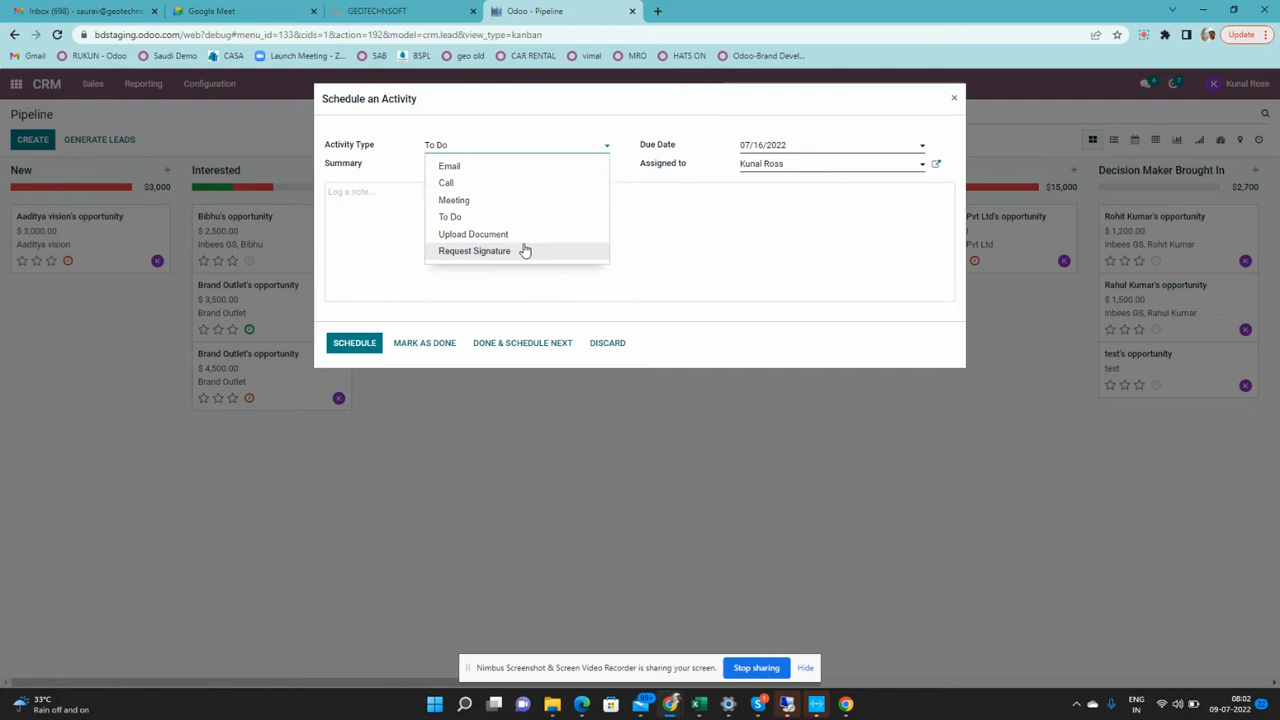 Inbox (698) - saurav@geotechno
Google Meet
GEOTECHNSOFT
Odoo - Pipeline
bdstaging.odoo.com/web?debug#menu_id=133&cids=1&action=192&model=crm.lead&view_type=kanban
Update
Gmail
RUKUN - Odoo
Saudi Demo
CASA
Launch Meeting - Z...
SAB
BSPL
geo old
CAR RENTAL
vimal
MRO
HATS ON
Odoo-Brand Devel...
CRM
Sales
Reporting
Configuration
4
2
Kunal Ross
Pipeline
CREATE
GENERATE LEADS
Schedule an Activity
Activity Type
To Do
Due Date
07/16/2022
Summary
Assigned to
Kunal Ross
Log a note...
Email
Call
Meeting
To Do
Upload Document
Request Signature
SCHEDULE
MARK AS DONE
DONE & SCHEDULE NEXT
DISCARD
New
$3,000
Aaditya vision's opportunity
$ 3,000.00
Aaditya vision
K
Interested
Bibhu's opportunity
$ 2,500.00
Inbees GS, Bibhu
Brand Outlet's opportunity
$ 3,500.00
Brand Outlet
Brand Outlet's opportunity
$ 4,500.00
Brand Outlet
K
$15,000
Pvt Ltd's opportunity
Pvt Ltd
K
Decision Maker Brought In
$2,700
Rohit Kumar's opportunity
$ 1,200.00
Inbees GS, Rohit Kumar
K
Rahul Kumar's opportunity
$ 1,500.00
Inbees GS, Rahul Kumar
K
test's opportunity
test
K
Nimbus Screenshot & Screen Video Recorder is sharing your screen.
Stop sharing
Hide
33°C
Rain off and on
99+
1
ENG
IN
08:02
09-07-2022